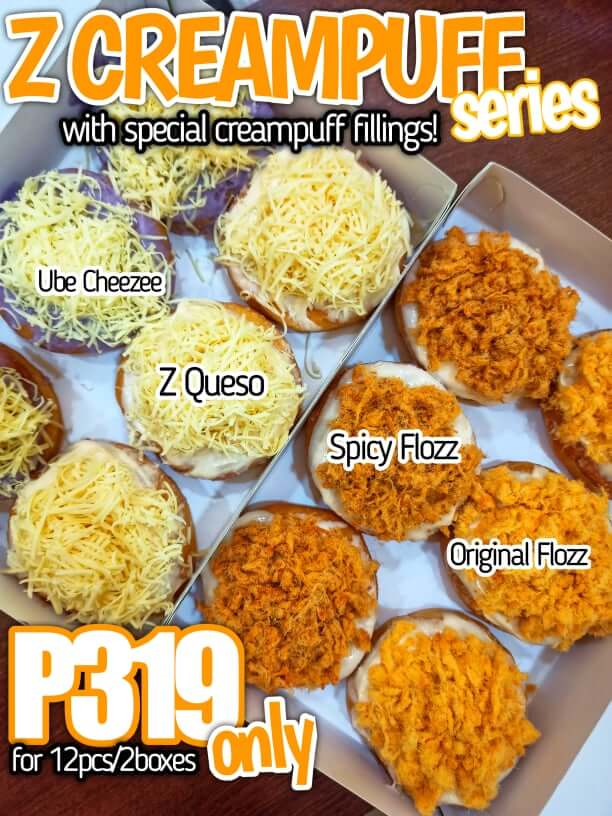 Z CREAMPUFF
series
with special creampuff fillings!
Ube Cheezee
Z Queso
Spicy Flozz
Original Flozz
P319
only
for 12pcs/2boxes